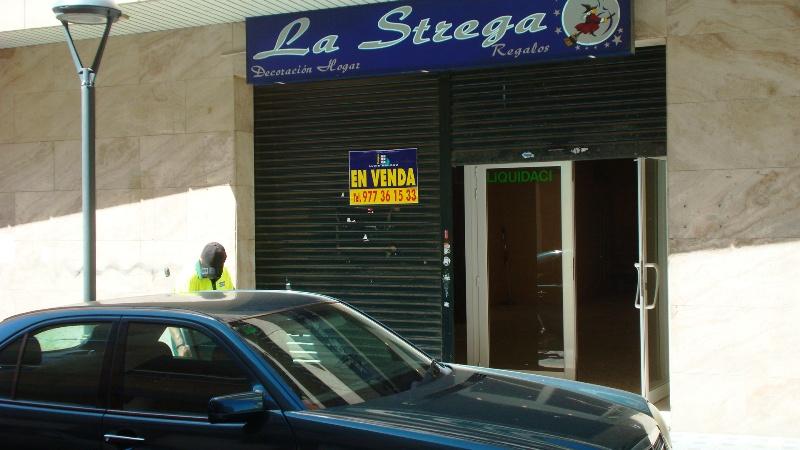 La Strega
Decoración Hogar
Regalos
EN VENDA
Tel. 977 36 15 33
LIQUIDACI